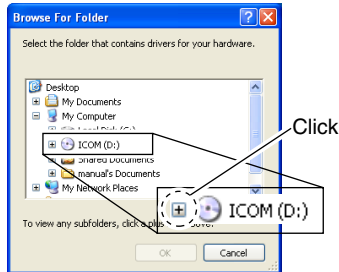 Browse For Folder
Select the folder that contains drivers for your hardware.
Desktop
My Documents
My Computer
ICOM (D:)
Shared Documents
manual's Documents
My Network Places
Click
ICOM (D:)
To view any subfolders, click a plus
OK
Cancel